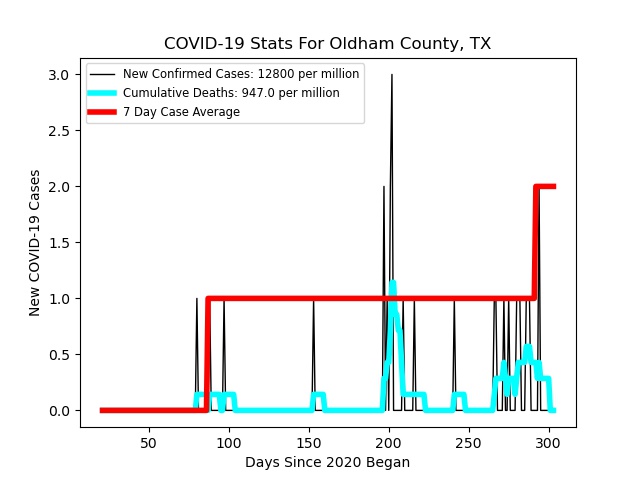 COVID-19 Stats For Oldham County, TX
New Confirmed Cases: 12800 per million
Cumulative Deaths: 947.0 per million
7 Day Case Average
3.0
2.5
2.0
1.5
1.0
0.5
0.0
New COVID-19 Cases
50 100 150 200 250 300
Days Since 2020 Began